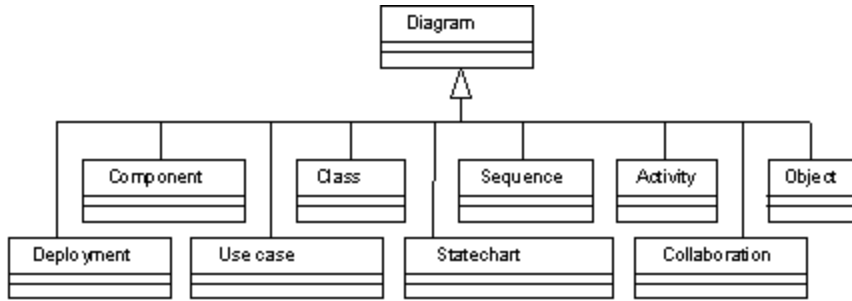 Diagram
Component
Class
Sequence
Activity
Object
Deployment
Use case
Statechart
Collaboration